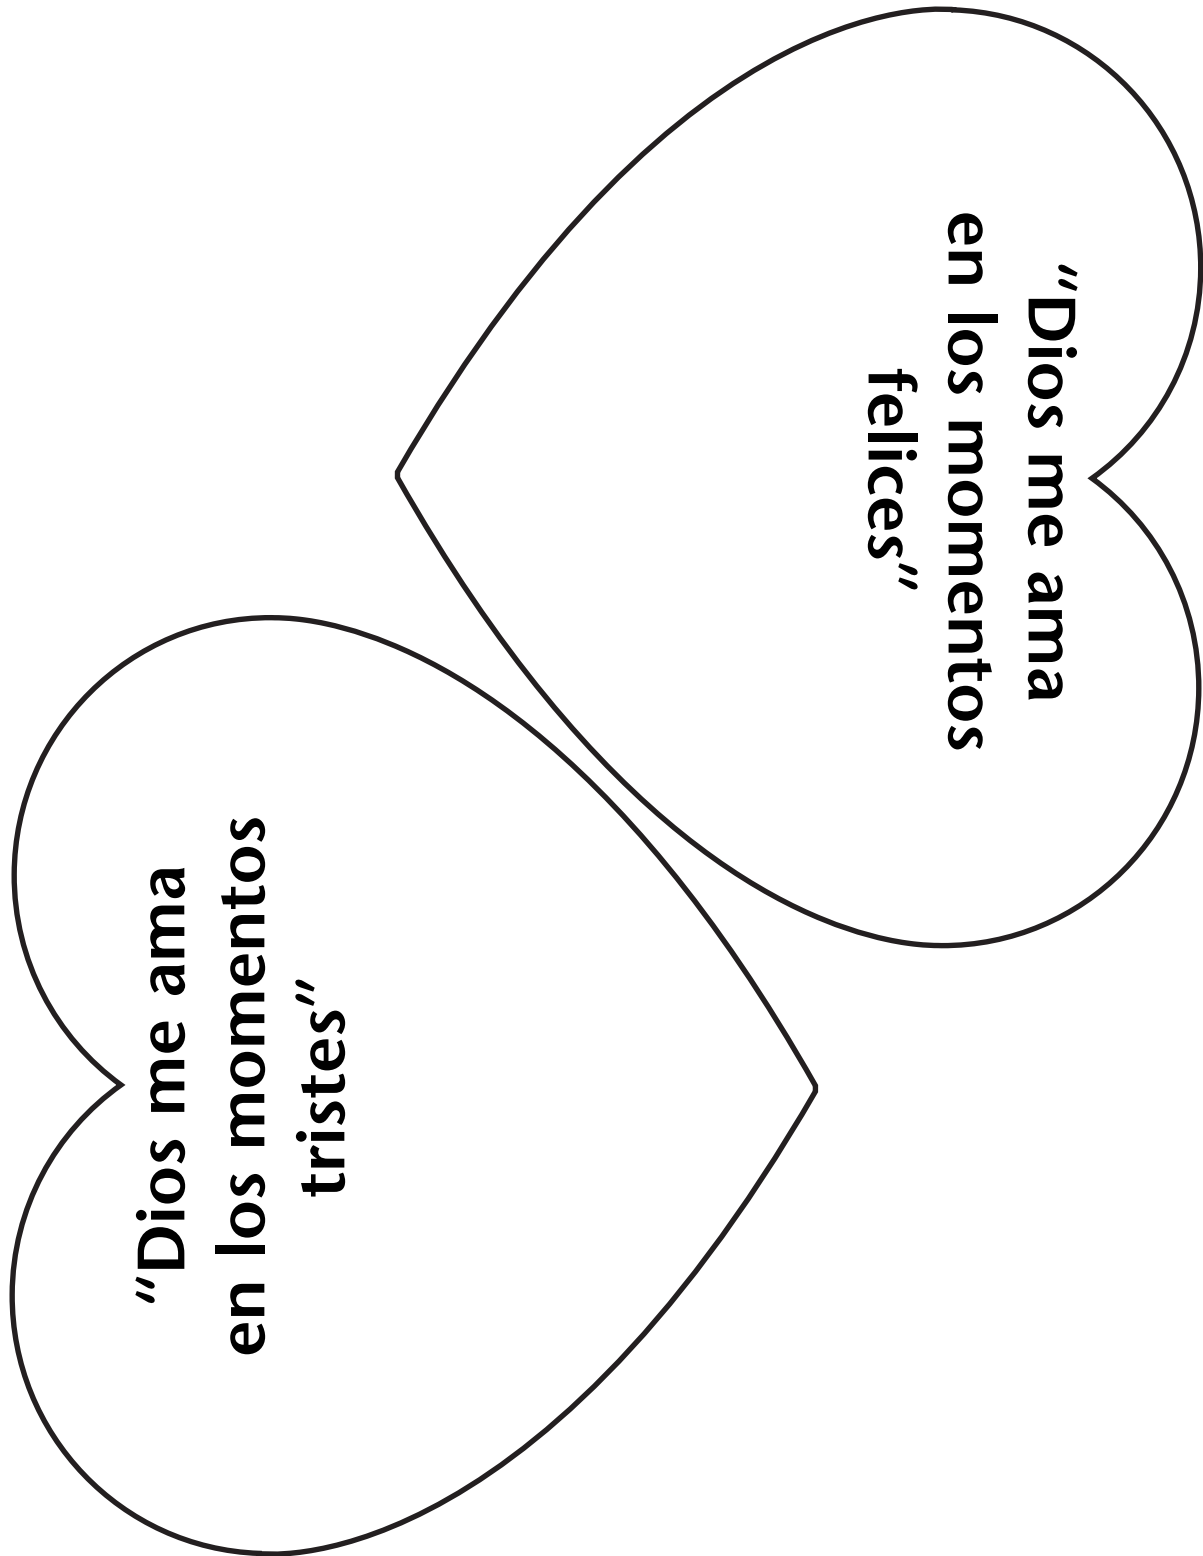 “Dios me ama
en los momentos
felices”
“Dios me ama
en los momentos
tristes”